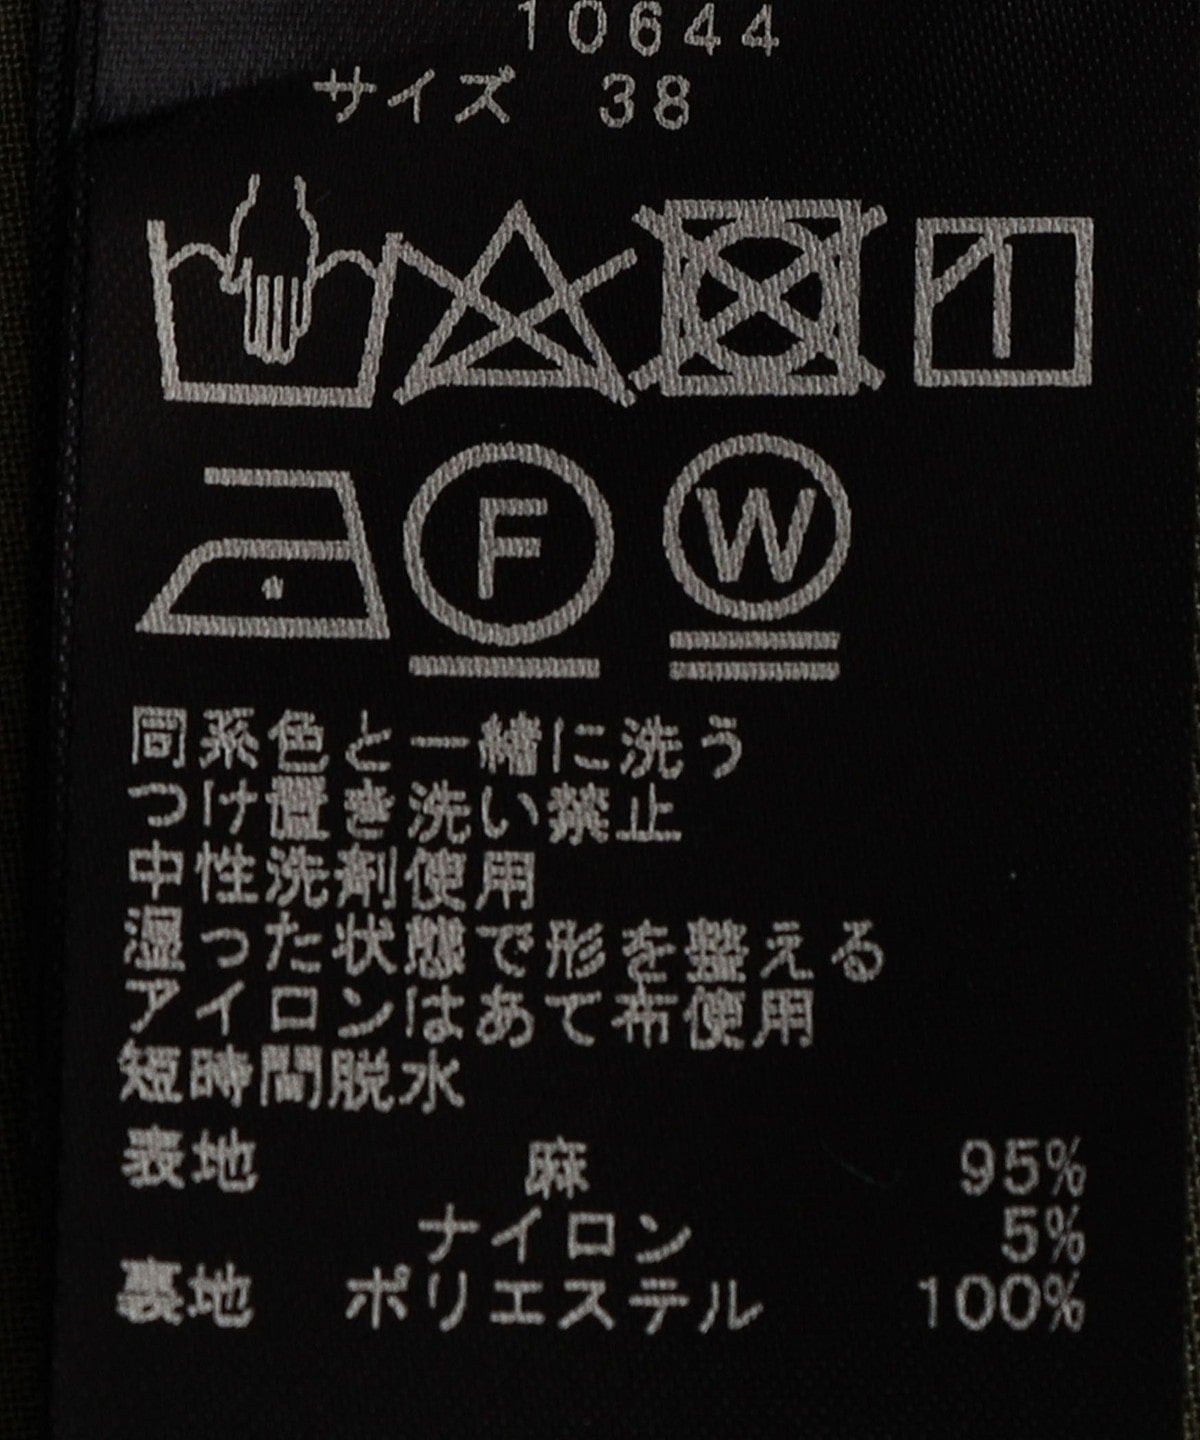 10644
サイズ 38
F
W
同系色と一緒に洗う
つけ置き洗い禁止
中性洗剤使用
湿った状態で形を整える
アイロンはあて布使用
短時間脱水
表地 麻 95%
ナイロン 5%
裏地 ポリエステル 100%